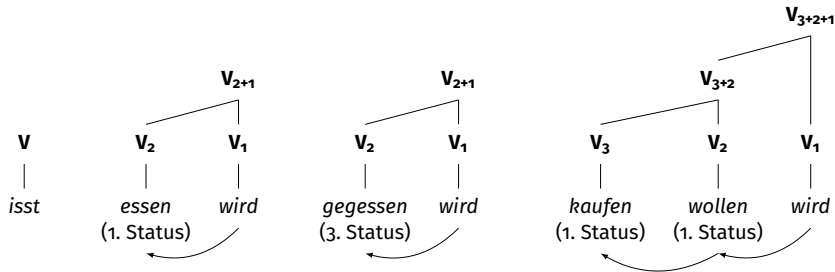 V₃₊₂₊₁
V₂₊₁ V₂₊₁ V₃₊₂
V V₂ V₁ V₂ V₁ V₃ V₂ V₁
isst essen wird gegessen wird kaufen wollen wird
(1. Status) (3. Status) (1. Status) (1. Status)